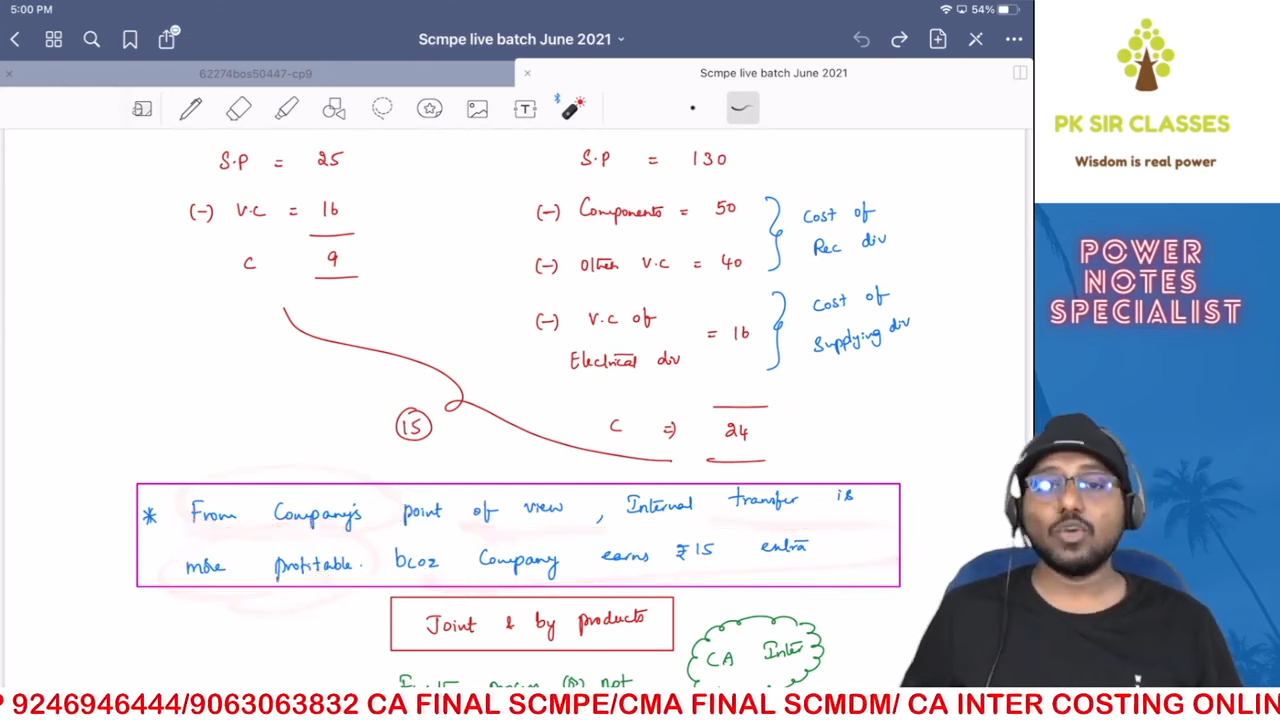 5:00 PM
54%
Scmpe live batch June 2021
62274bos50447-cp9
Scmpe live batch June 2021
S.P = 25
(-) V.C = 16
C 9
S.P = 130
(-) Components = 50
(-) Other V.C = 40
Cost of
Rec div
(-) V.C of
Electrical div = 16
Cost of
Supplying div
C => 24
15
* From Company's point of view, Internal transfer is
more profitable. bcoz Company earns ₹15 extra
Joint & by products
CA Inter
not
PK SIR CLASSES
Wisdom is real power
POWER
NOTES
SPECIALIST
P 9246946444/9063063832 CA FINAL SCMPE/CMA FINAL SCMDM/ CA INTER COSTING ONLIN